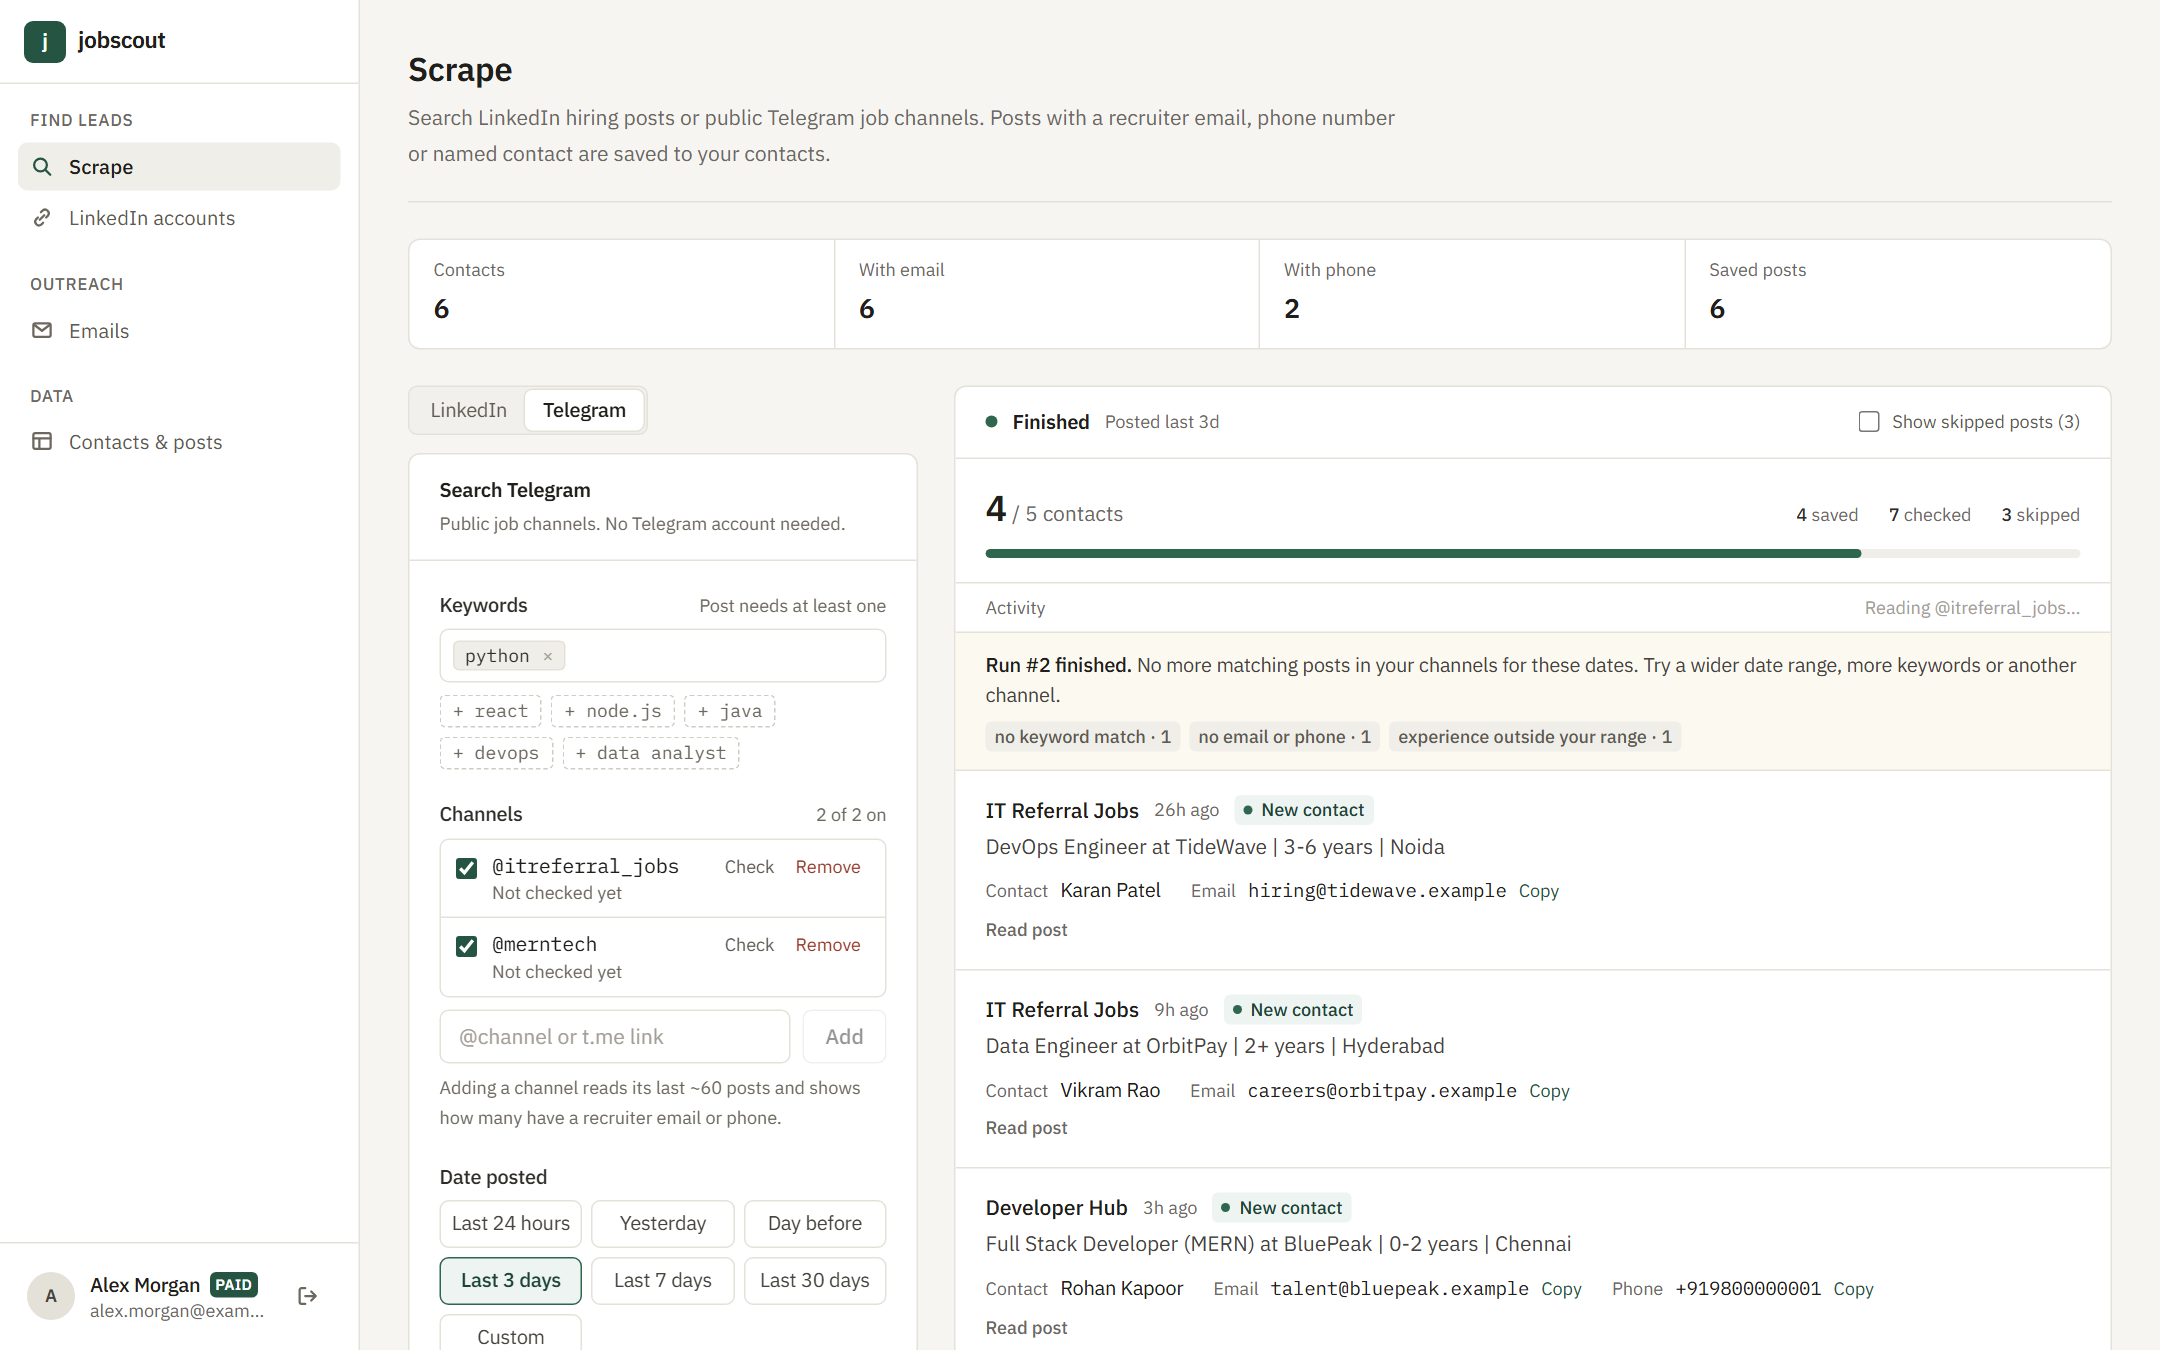 j jobscout
FIND LEADS
Scrape
LinkedIn accounts
OUTREACH
Emails
DATA
Contacts & posts
A
Alex Morgan PAID
alex.morgan@exam...
Scrape
Search LinkedIn hiring posts or public Telegram job channels. Posts with a recruiter email, phone number
or named contact are saved to your contacts.
Contacts
6
With email
6
With phone
2
Saved posts
6
LinkedIn Telegram
Search Telegram
Public job channels. No Telegram account needed.
Keywords Post needs at least one
python ×
+ react + node.js + java
+ devops + data analyst
Channels 2 of 2 on
@itreferral_jobs Check Remove
Not checked yet
@merntech Check Remove
Not checked yet
@channel or t.me link Add
Adding a channel reads its last ~60 posts and shows
how many have a recruiter email or phone.
Date posted
Last 24 hours Yesterday Day before
Last 3 days Last 7 days Last 30 days
Custom
Finished Posted last 3d Show skipped posts (3)
4 / 5 contacts 4 saved 7 checked 3 skipped
Activity Reading @itreferral_jobs...
Run #2 finished. No more matching posts in your channels for these dates. Try a wider date range, more keywords or another
channel.
no keyword match · 1 no email or phone · 1 experience outside your range · 1
IT Referral Jobs 26h ago New contact
DevOps Engineer at TideWave | 3-6 years | Noida
Contact Karan Patel Email hiring@tidewave.example Copy
Read post
IT Referral Jobs 9h ago New contact
Data Engineer at OrbitPay | 2+ years | Hyderabad
Contact Vikram Rao Email careers@orbitpay.example Copy
Read post
Developer Hub 3h ago New contact
Full Stack Developer (MERN) at BluePeak | 0-2 years | Chennai
Contact Rohan Kapoor Email talent@bluepeak.example Copy Phone +919800000001 Copy
Read post